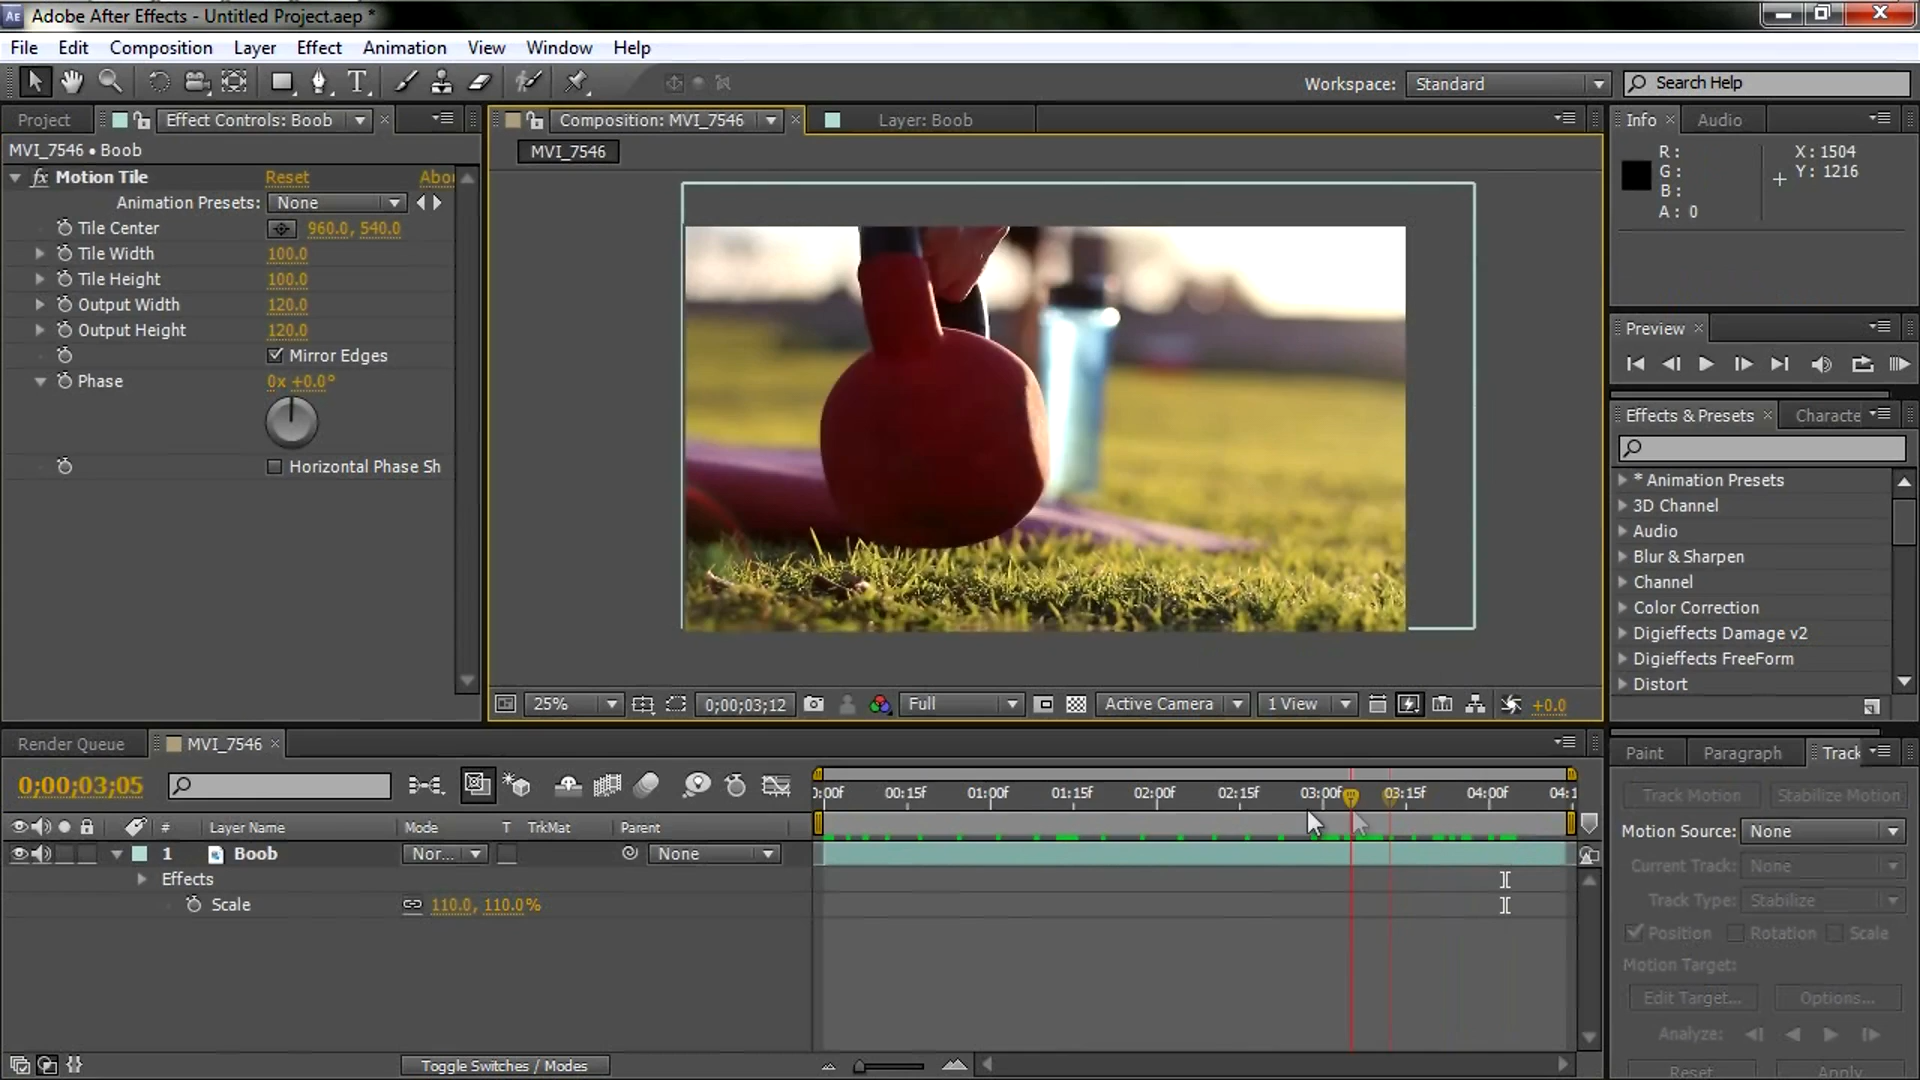 Adobe After Effects - Untitled Project.aep *
File Edit Composition Layer Effect Animation View Window Help
Workspace: Standard Search Help
Project Effect Controls: Boob
MVI_7546 • Boob
Motion Tile Reset
Animation Presets: None
Tile Center 960.0, 540.0
Tile Width 100.0
Tile Height 100.0
Output Width 120.0
Output Height 120.0
Mirror Edges
Phase 0x +0.0°
Horizontal Phase Sh
Composition: MVI_7546 Layer: Boob
MVI_7546
25% 0;00;03;12 Full Active Camera 1 View +0.0
Info Audio
R: X: 1504
G: Y: 1216
B:
A: 0
Preview
Effects & Presets Characte
* Animation Presets
3D Channel
Audio
Blur & Sharpen
Channel
Color Correction
Digieffects Damage v2
Digieffects FreeForm
Distort
Render Queue MVI_7546
0;00;03;05
):00f 00:15f 01:00f 01:15f 02:00f 02:15f 03:00f 03:15f 04:00f 04:1
# Layer Name Mode T TrkMat Parent
1 Boob Nor... None
Effects
Scale 110.0, 110.0%
Toggle Switches / Modes
Paint Paragraph Track
Track Motion Stabilize Motion
Motion Source: None
Current Track: None
Track Type: Stabilize
Position Rotation Scale
Motion Target:
Edit Target... Options...
Analyze:
Reset Apply